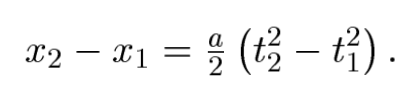 x₂ − x₁ = a/2 (t₂² − t₁²) .